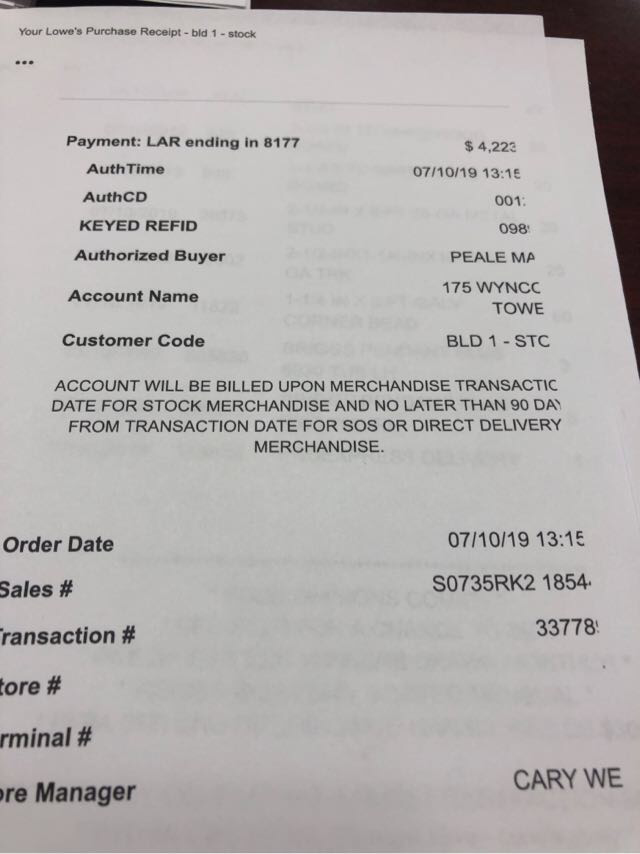 Your Lowe's Purchase Receipt - bld 1 - stock
...
Payment: LAR ending in 8177 $ 4,223
AuthTime 07/10/19 13:15
AuthCD 001:
KEYED REFID 098
Authorized Buyer PEALE MA
Account Name 175 WYNCC
TOWE
Customer Code BLD 1 - STC
ACCOUNT WILL BE BILLED UPON MERCHANDISE TRANSACTIC
DATE FOR STOCK MERCHANDISE AND NO LATER THAN 90 DAY
FROM TRANSACTION DATE FOR SOS OR DIRECT DELIVERY
MERCHANDISE.
Order Date 07/10/19 13:15
Sales # S0735RK2 1854
ransaction # 33778
tore #
rminal #
ore Manager CARY WE